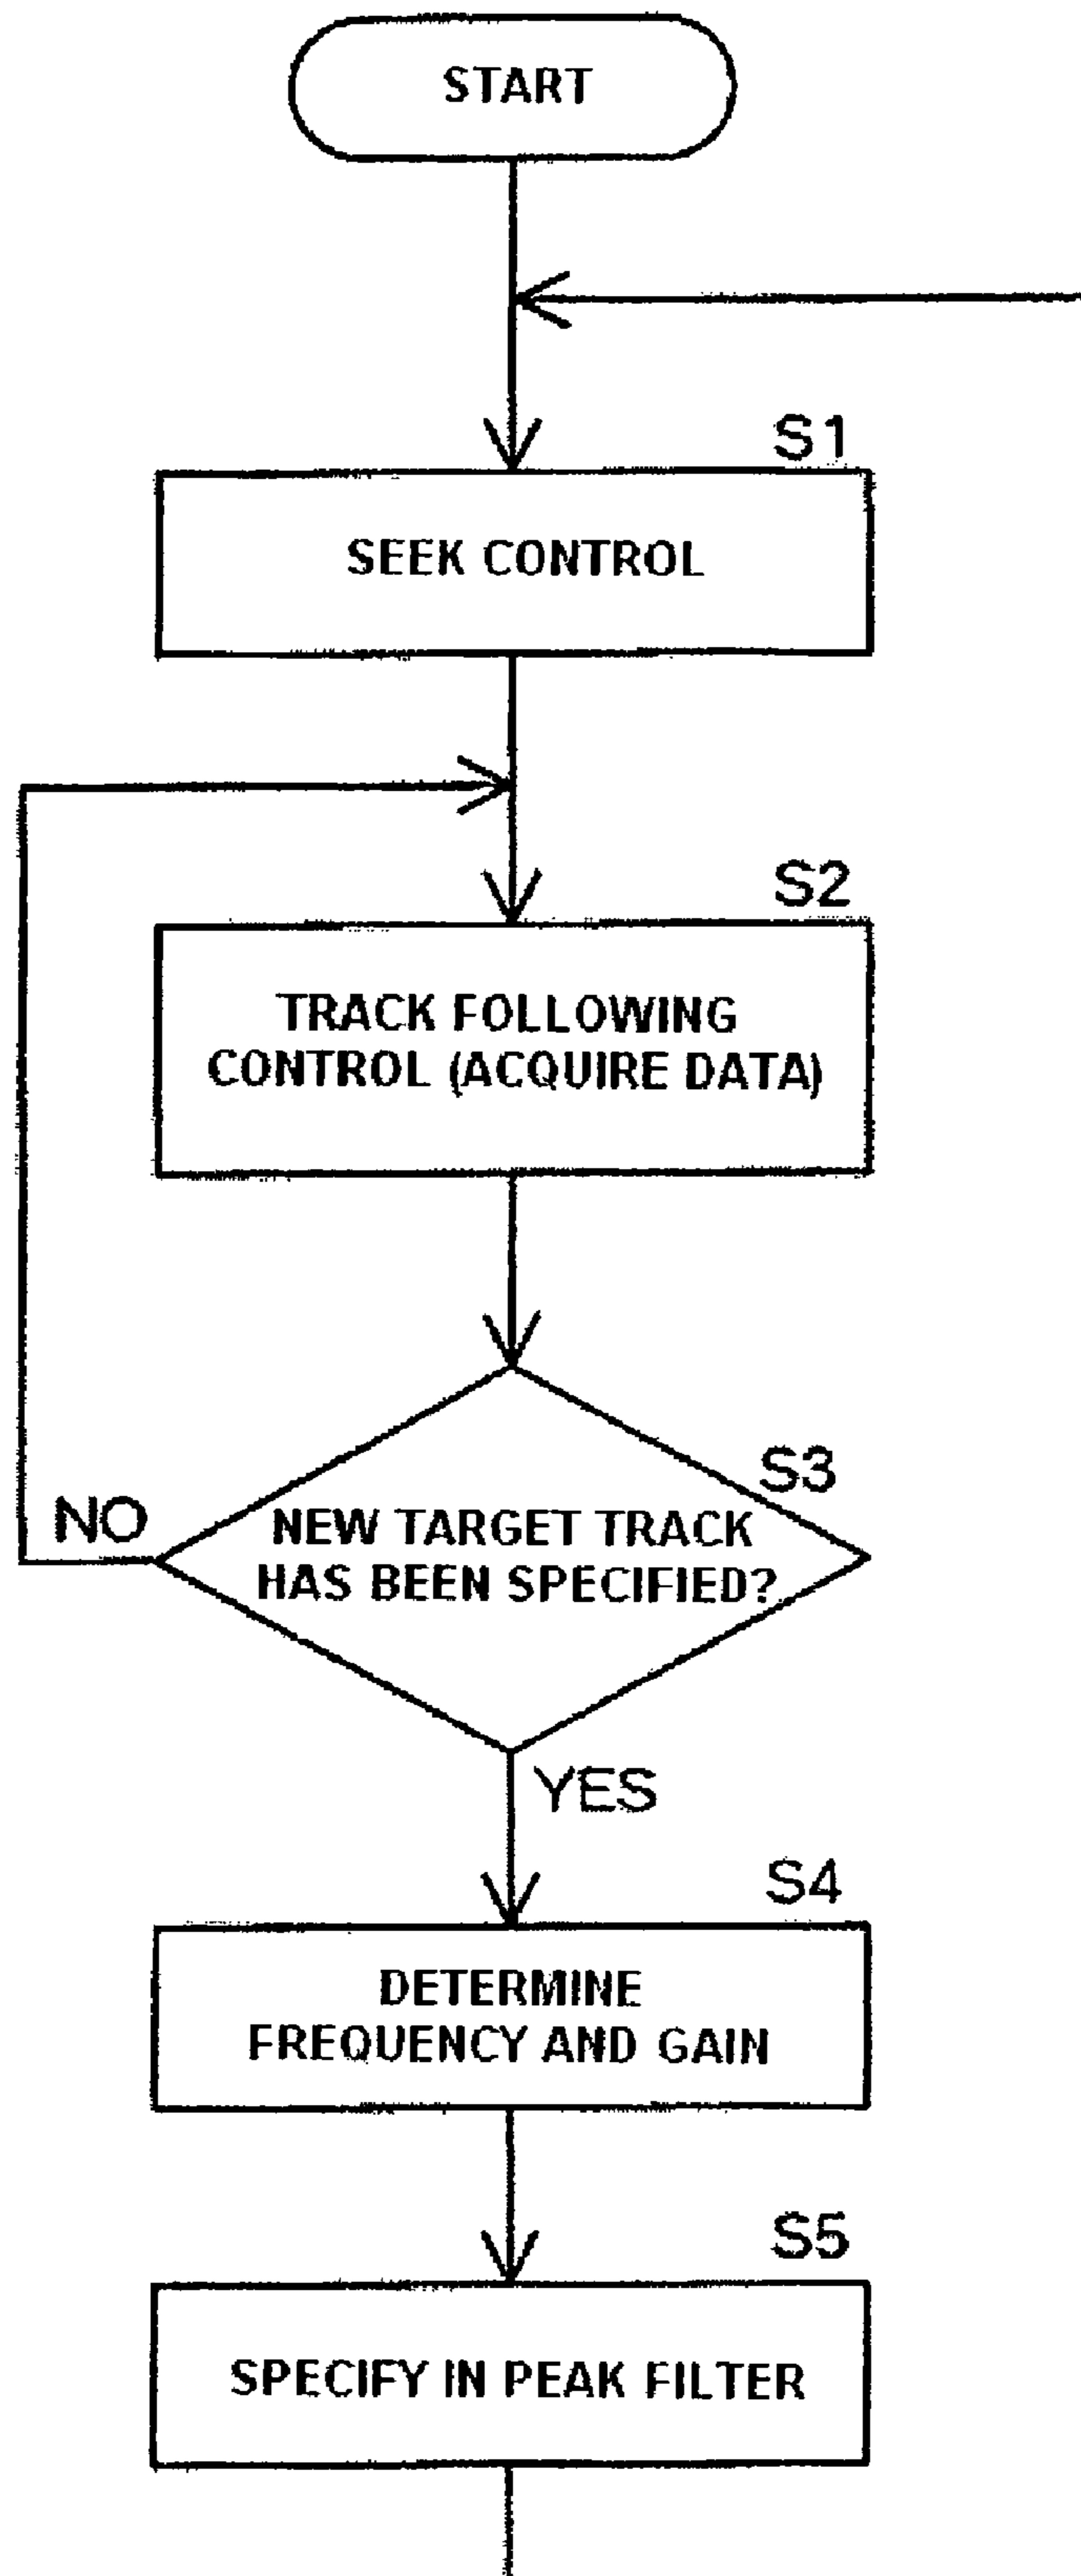 START
S1
SEEK CONTROL
S2
TRACK FOLLOWING
CONTROL (ACQUIRE DATA)
S3
NO
NEW TARGET TRACK
HAS BEEN SPECIFIED?
YES
S4
DETERMINE
FREQUENCY AND GAIN
S5
SPECIFY IN PEAK FILTER